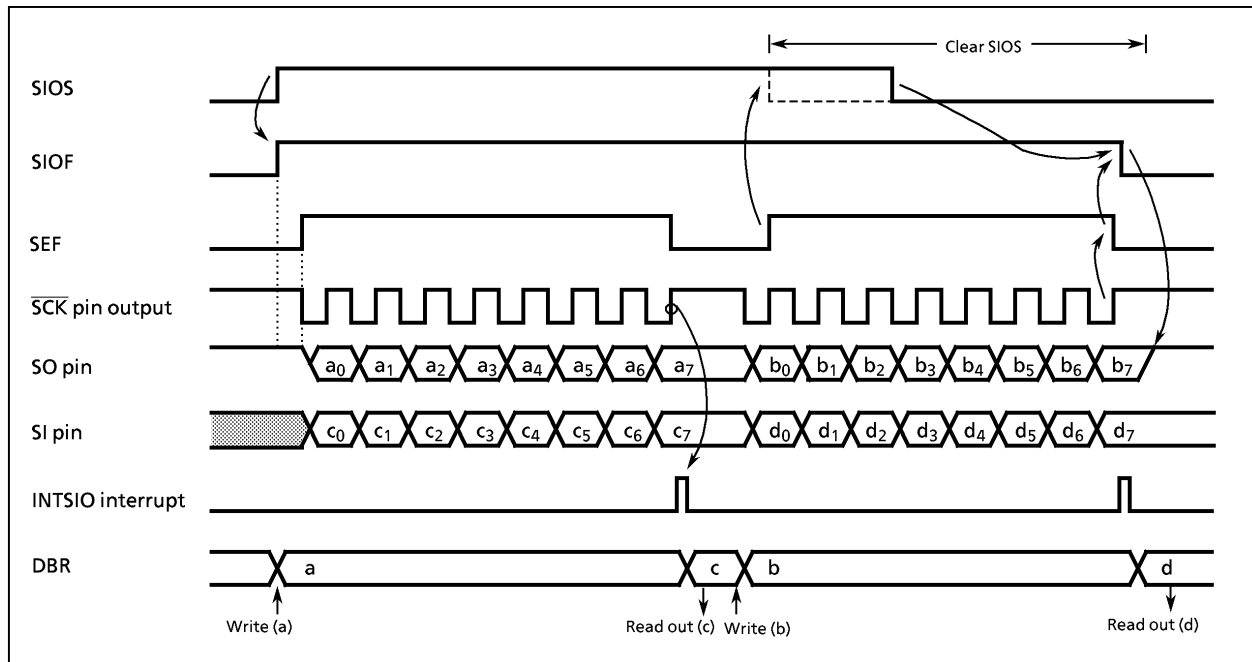 Clear SIOS
SIOS
SIOF
SEF
SCK pin output
SO pin
a0 a1 a2 a3 a4 a5 a6 a7 b0 b1 b2 b3 b4 b5 b6 b7
SI pin
c0 c1 c2 c3 c4 c5 c6 c7 d0 d1 d2 d3 d4 d5 d6 d7
INTSIO interrupt
DBR
a c b d
Write (a) Read out (c) Write (b) Read out (d)